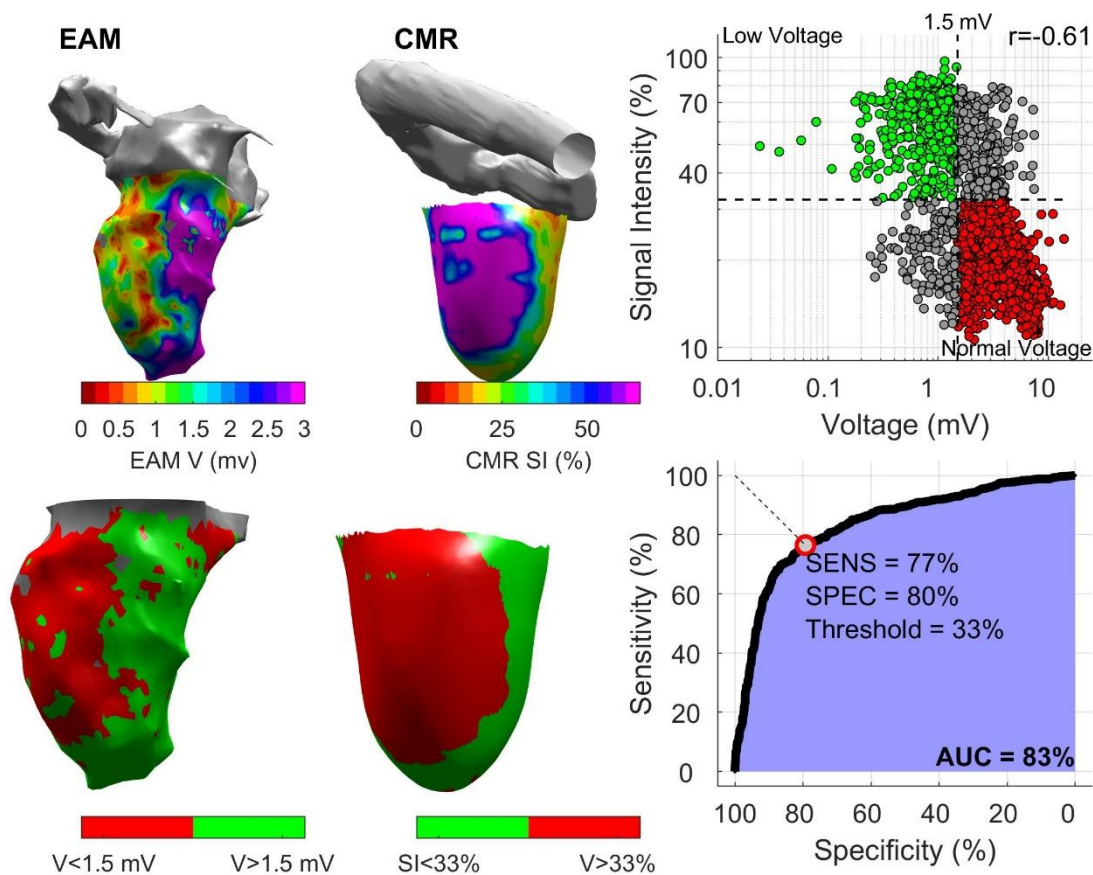 EAM
CMR
0 0.5 1 1.5 2 2.5 3
EAM V (mv)
0 25 50
CMR SI (%)
1.5 mV
Low Voltage
r=-0.61
100
70
40
10
Signal Intensity (%)
Normal Voltage
0.01 0.1 1 10
Voltage (mV)
V<1.5 mV V>1.5 mV
SI<33% V>33%
100
80
60
40
20
0
Sensitivity (%)
SENS = 77%
SPEC = 80%
Threshold = 33%
AUC = 83%
100 80 60 40 20 0
Specificity (%)